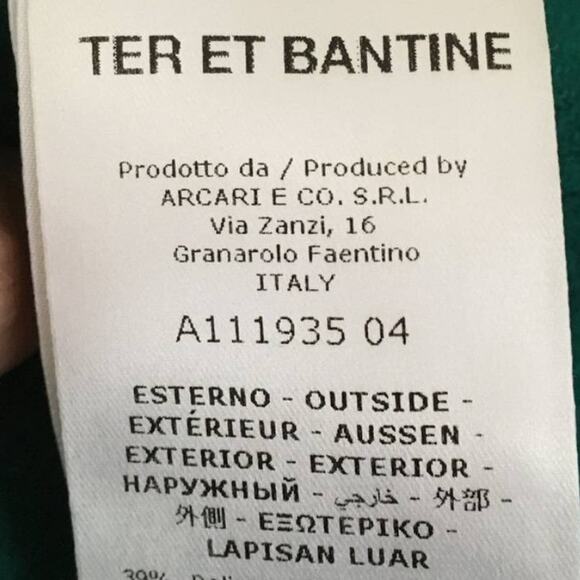 TER ET BANTINE
Prodotto da / Produced by
ARCARI E CO. S.R.L.
Via Zanzi, 16
Granarolo Faentino
ITALY
A111935 04
ESTERNO - OUTSIDE -
EXTÉRIEUR - AUSSEN -
EXTERIOR - EXTERIOR -
НАРУЖНЫЙ - خارجي - 外部 -
外側 - ΕΞΩΤΕΡΙΚΟ -
LAPISAN LUAR
39%